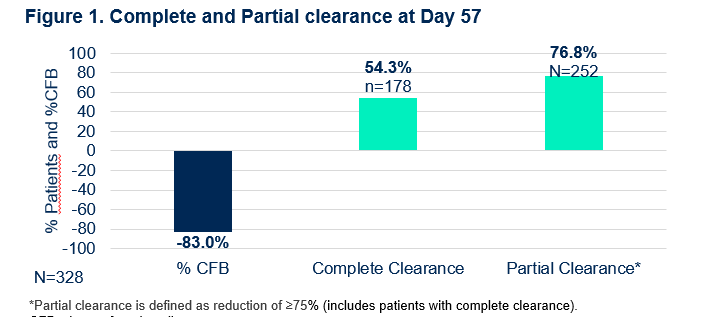 Figure 1. Complete and Partial clearance at Day 57
% Patients and %CFB
100
80
60
40
20
0
-20
-40
-60
-80
-100
-83.0%
54.3%
n=178
76.8%
N=252
% CFB
Complete Clearance
Partial Clearance*
N=328
*Partial clearance is defined as reduction of ≥75% (includes patients with complete clearance).